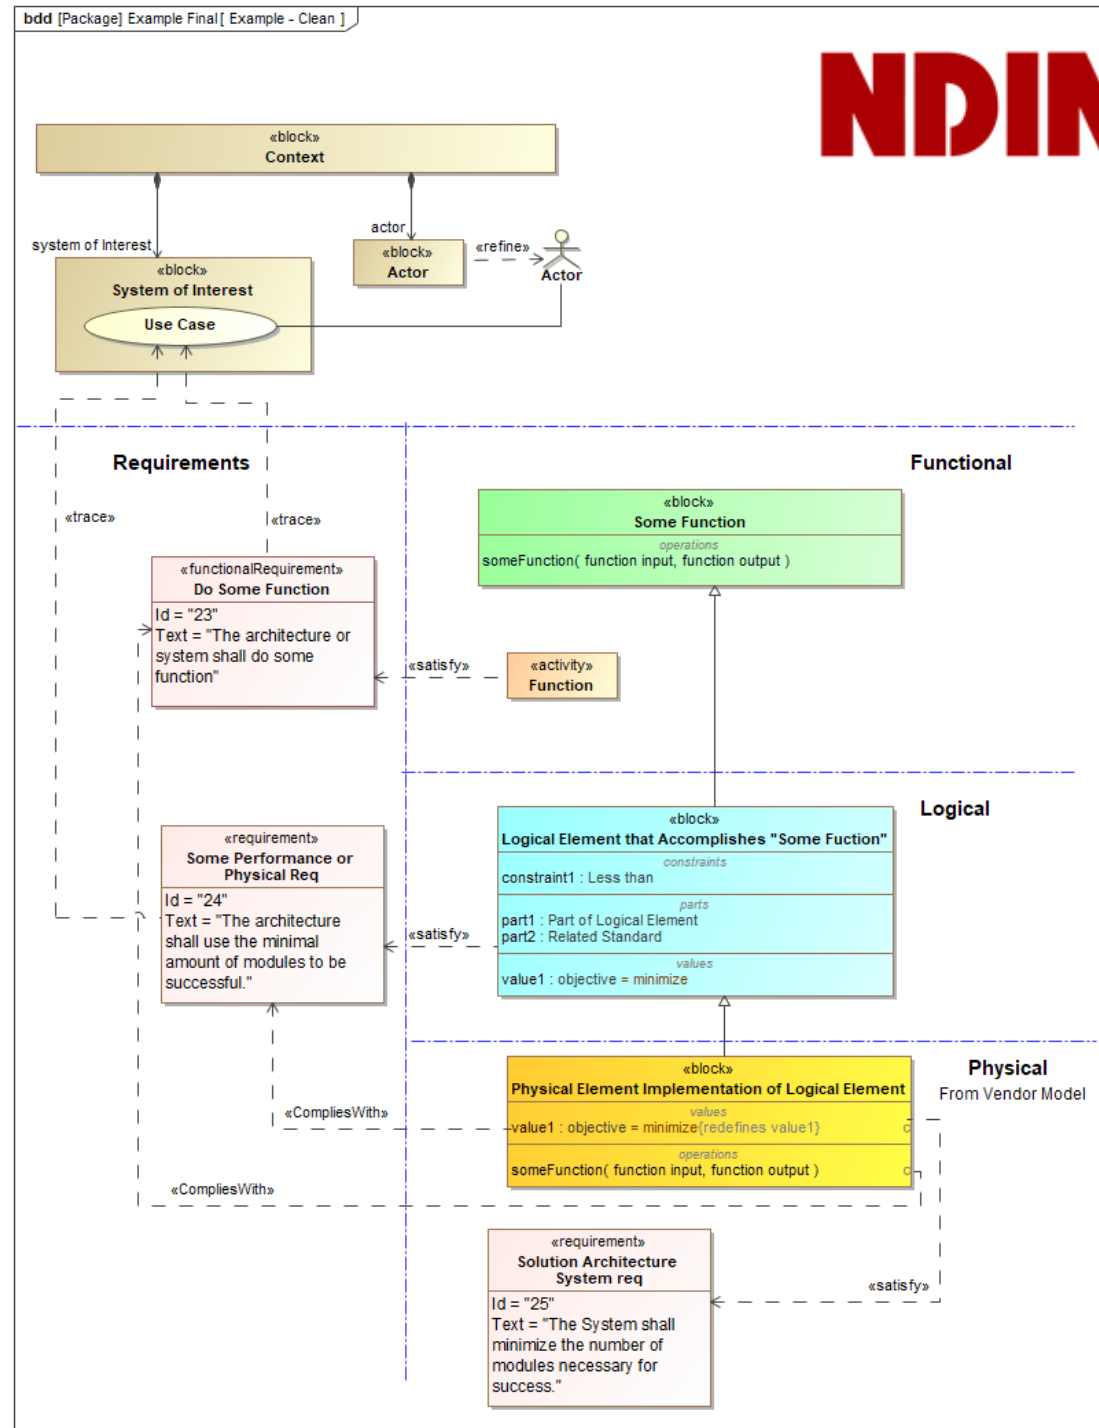 bdd [Package] Example Final [ Example - Clean ]
NDI
«block»
Context
system of Interest
actor
«block»
Actor
«refine»
Actor
«block»
System of Interest
Use Case
Requirements
Functional
«trace»
«trace»
«block»
Some Function
operations
someFunction( function input, function output )
«functionalRequirement»
Do Some Function
Id = "23"
Text = "The architecture or
system shall do some
function"
«satisfy»
«activity»
Function
Logical
«block»
Logical Element that Accomplishes "Some Fuction"
constraints
constraint1 : Less than
parts
part1 : Part of Logical Element
part2 : Related Standard
values
value1 : objective = minimize
«requirement»
Some Performance or
Physical Req
Id = "24"
Text = "The architecture
shall use the minimal
amount of modules to be
successful."
«satisfy»
Physical
From Vendor Model
«block»
Physical Element Implementation of Logical Element
values
value1 : objective = minimize{redefines value1}
operations
someFunction( function input, function output )
«CompliesWith»
«CompliesWith»
«requirement»
Solution Architecture
System req
Id = "25"
Text = "The System shall
minimize the number of
modules necessary for
success."
«satisfy»